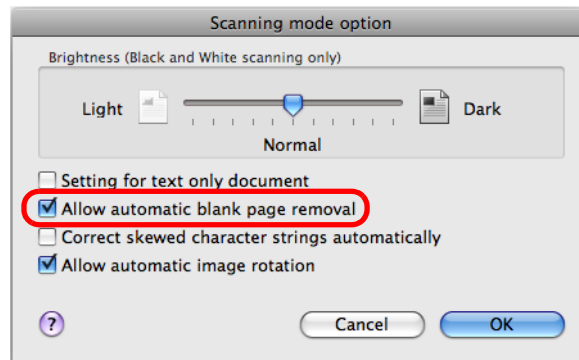 Scanning mode option
Brightness (Black and White scanning only)
Light Dark
Normal
Setting for text only document
Allow automatic blank page removal
Correct skewed character strings automatically
Allow automatic image rotation
? Cancel OK